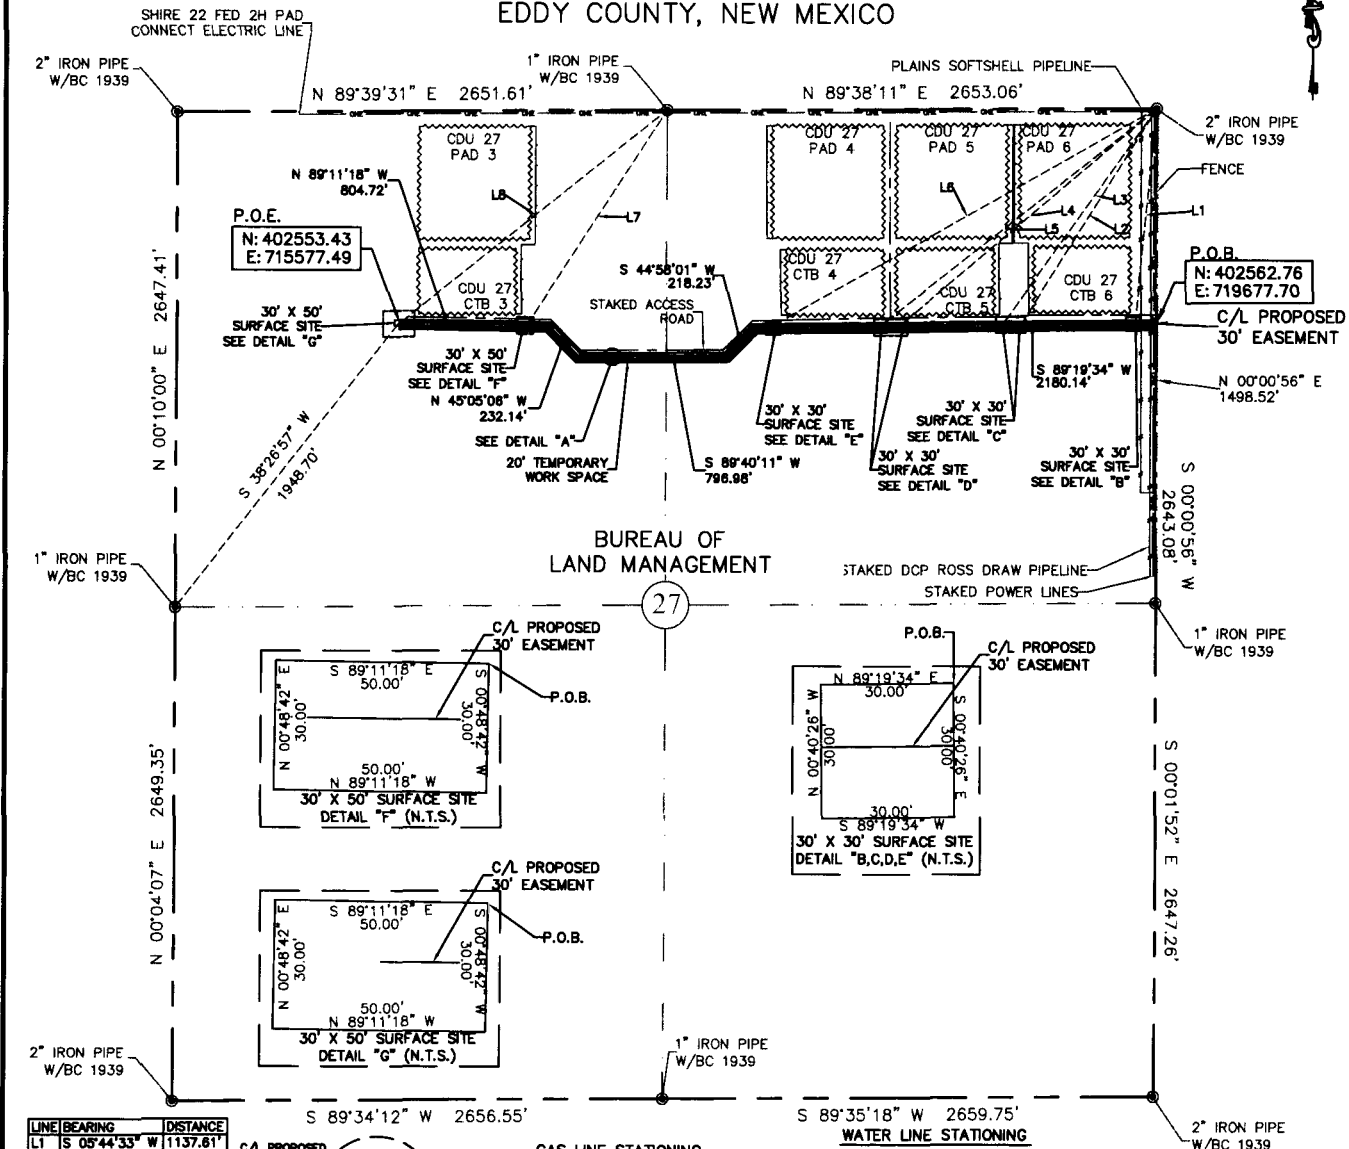 EDDY COUNTY, NEW MEXICO
SHIRE 22 FED 2H PAD
CONNECT ELECTRIC LINE
2" IRON PIPE
W/BC 1939
1" IRON PIPE
W/BC 1939
PLAINS SOFTSHELL PIPELINE
N 89°39'31" E 2651.61'
N 89°38'11" E 2653.06'
2" IRON PIPE
W/BC 1939
FENCE
CDU 27
PAD 3
CDU 27
PAD 4
CDU 27
PAD 5
CDU 27
PAD 6
N 89°11'18" W
804.72'
L8
L7
L6
L4
L5
L3
L2
L1
P.O.E.
N: 402553.43
E: 715577.49
P.O.B.
N: 402562.76
E: 719677.70
C/L PROPOSED
30' EASEMENT
S 44°58'01" W
218.23'
STAKED ACCESS
ROAD
CDU 27
CTB 3
CDU 27
CTB 4
CDU 27
CTB 5
CDU 27
CTB 6
N 00°10'00" E 2647.41'
30' X 50'
SURFACE SITE
SEE DETAIL "G"
30' X 50'
SURFACE SITE
SEE DETAIL "F"
N 45°05'06" W
232.14'
SEE DETAIL "A"
20' TEMPORARY
WORK SPACE
S 89°40'11" W
796.98'
30' X 30'
SURFACE SITE
SEE DETAIL "E"
30' X 30'
SURFACE SITE
SEE DETAIL "D"
30' X 30'
SURFACE SITE
SEE DETAIL "C"
S 89°19'34" W
2180.14'
30' X 30'
SURFACE SITE
SEE DETAIL "B"
N 00°00'56" E
1498.52'
S 00°00'56" W
2643.08'
S 38°26'57" W
1948.70'
BUREAU OF
LAND MANAGEMENT
27
STAKED DCP ROSS DRAW PIPELINE
STAKED POWER LINES
1" IRON PIPE
W/BC 1939
1" IRON PIPE
W/BC 1939
C/L PROPOSED
30' EASEMENT
S 89°11'18" E
50.00'
N 00°48'42" E
30.00'
S 00°48'42" W
30.00'
P.O.B.
50.00'
N 89°11'18" W
30' X 50' SURFACE SITE
DETAIL "F" (N.T.S.)
P.O.B.
C/L PROPOSED
30' EASEMENT
N 89°19'34" E
30.00'
N 00°40'26" W
30.00'
S 00°40'26" E
30.00'
30.00'
S 89°19'34" W
30' X 30' SURFACE SITE
DETAIL "B,C,D,E" (N.T.S.)
N 00°04'07" E 2649.35'
S 00°01'52" E 2647.26'
C/L PROPOSED
30' EASEMENT
S 89°11'18" E
50.00'
N 00°48'42" E
30.00'
S 00°48'42" W
30.00'
P.O.B.
50.00'
N 89°11'18" W
30' X 50' SURFACE SITE
DETAIL "G" (N.T.S.)
2" IRON PIPE
W/BC 1939
1" IRON PIPE
W/BC 1939
S 89°34'12" W 2656.55'
S 89°35'18" W 2659.75'
2" IRON PIPE
W/BC 1939
LINE BEARING DISTANCE
L1 S 05°44'33" W 1137.61'
C/L PROPOSED
GAS LINE STATIONING
WATER LINE STATIONING